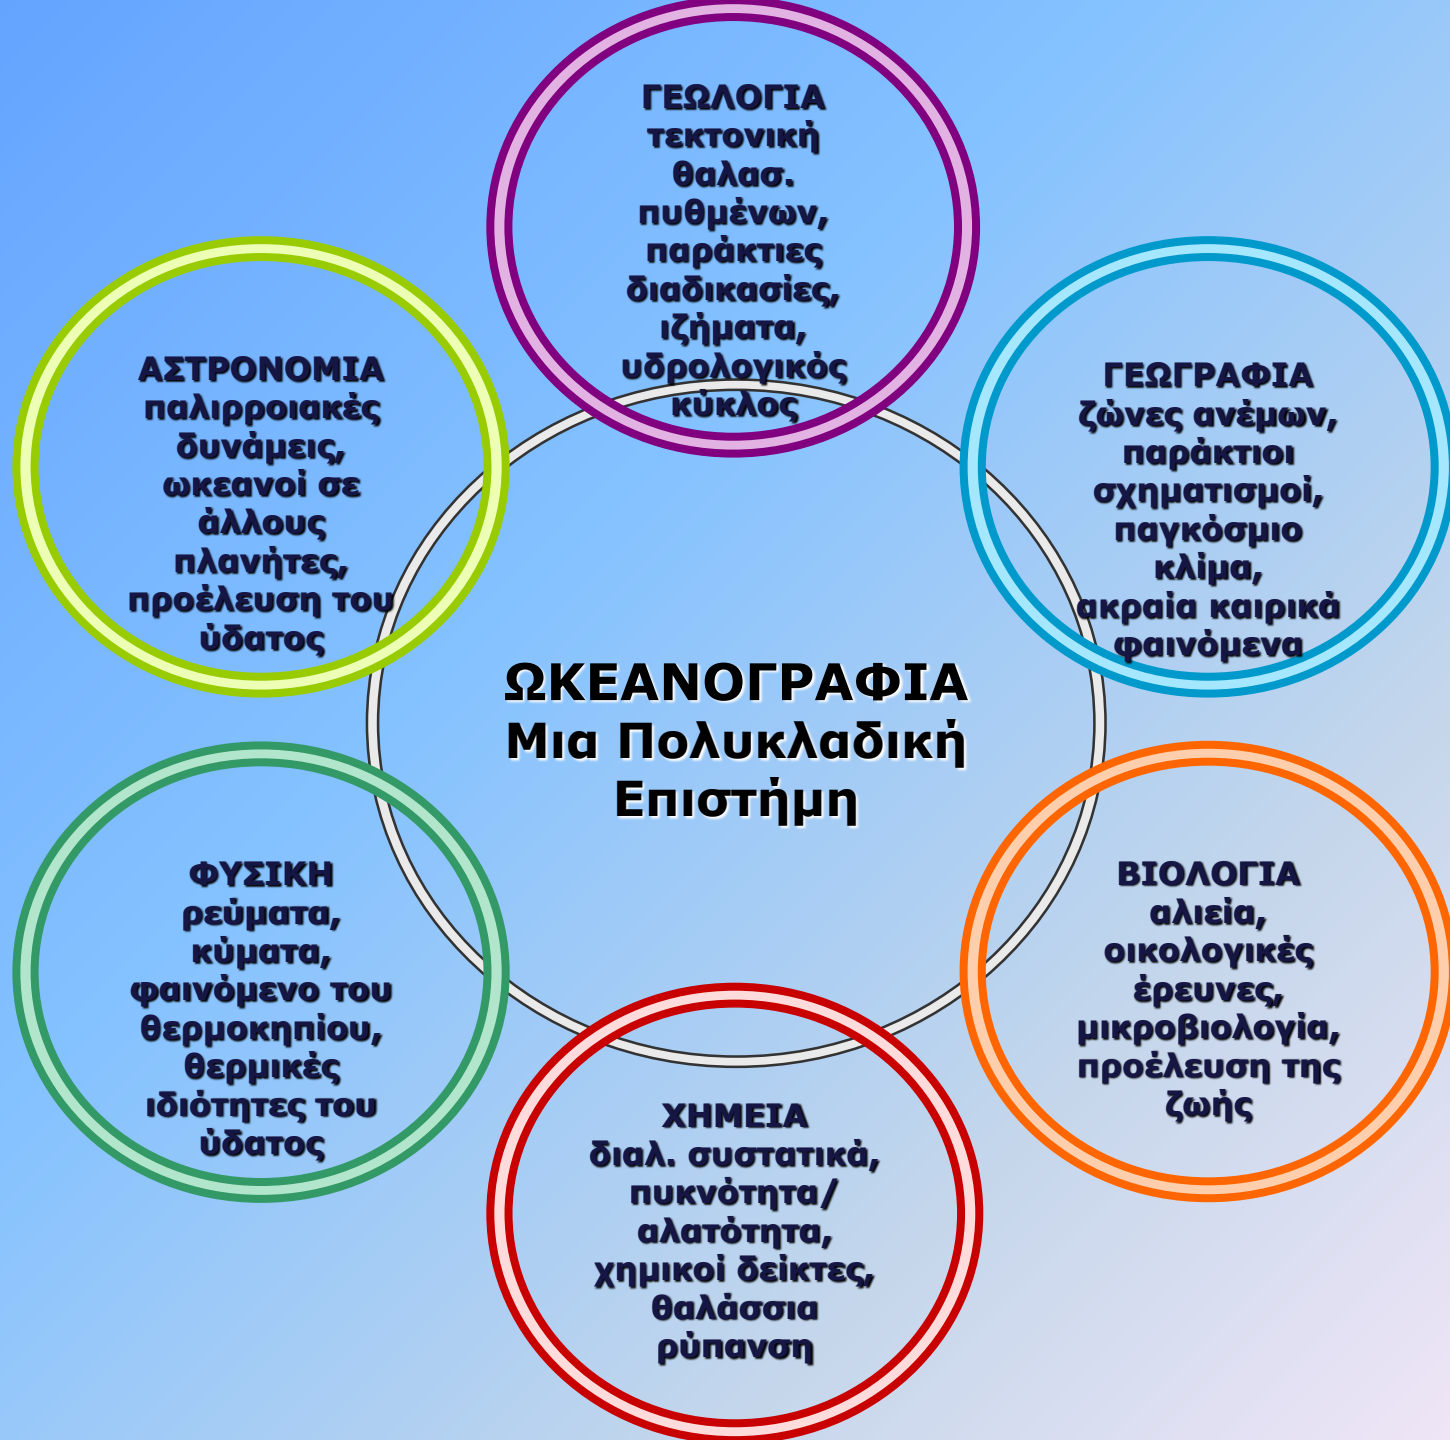 ΓΕΩΛΟΓΙΑ
τεκτονική
θαλασ.
πυθμένων,
παράκτιες
διαδικασίες,
ιζήματα,
υδρολογικός
κύκλος
ΑΣΤΡΟΝΟΜΙΑ
παλιρροιακές
δυνάμεις,
ωκεανοί σε
άλλους
πλανήτες,
προέλευση του
ύδατος
ΓΕΩΓΡΑΦΙΑ
ζώνες ανέμων,
παράκτιοι
σχηματισμοί,
παγκόσμιο
κλίμα,
ακραία καιρικά
φαινόμενα
ΩΚΕΑΝΟΓΡΑΦΙΑ
Μια Πολυκλαδική
Επιστήμη
ΦΥΣΙΚΗ
ρεύματα,
κύματα,
φαινόμενο του
θερμοκηπίου,
θερμικές
ιδιότητες του
ύδατος
ΒΙΟΛΟΓΙΑ
αλιεία,
οικολογικές
έρευνες,
μικροβιολογία,
προέλευση της
ζωής
ΧΗΜΕΙΑ
διαλ. συστατικά,
πυκνότητα/
αλατότητα,
χημικοί δείκτες,
θαλάσσια
ρύπανση